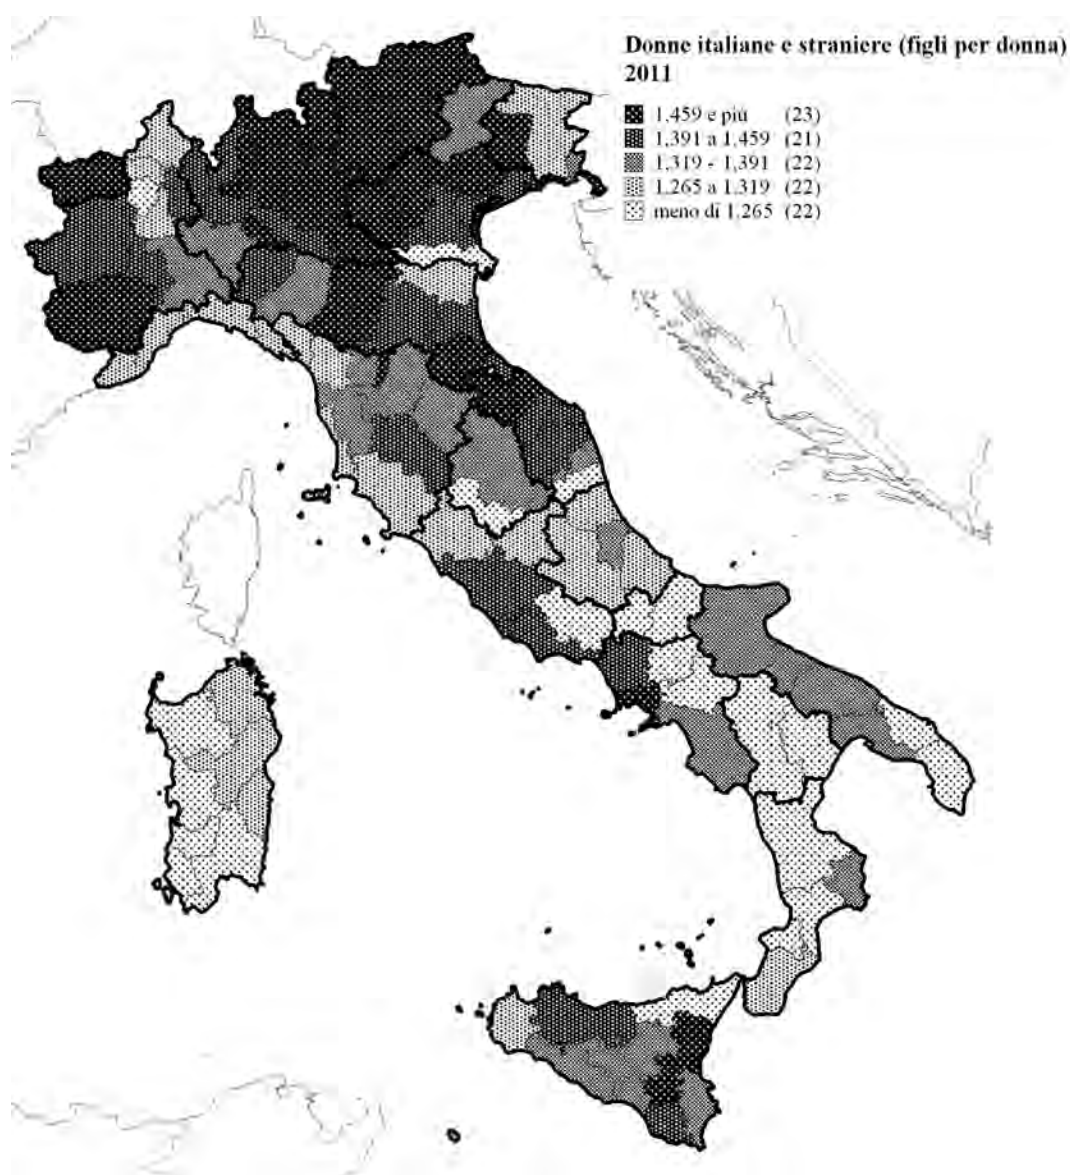 Donne italiane e straniere (figli per donna)
2011
1.459 e più (23)
1.391 a 1.459 (21)
1.319 - 1.391 (22)
1.265 a 1.319 (22)
meno di 1.265 (22)